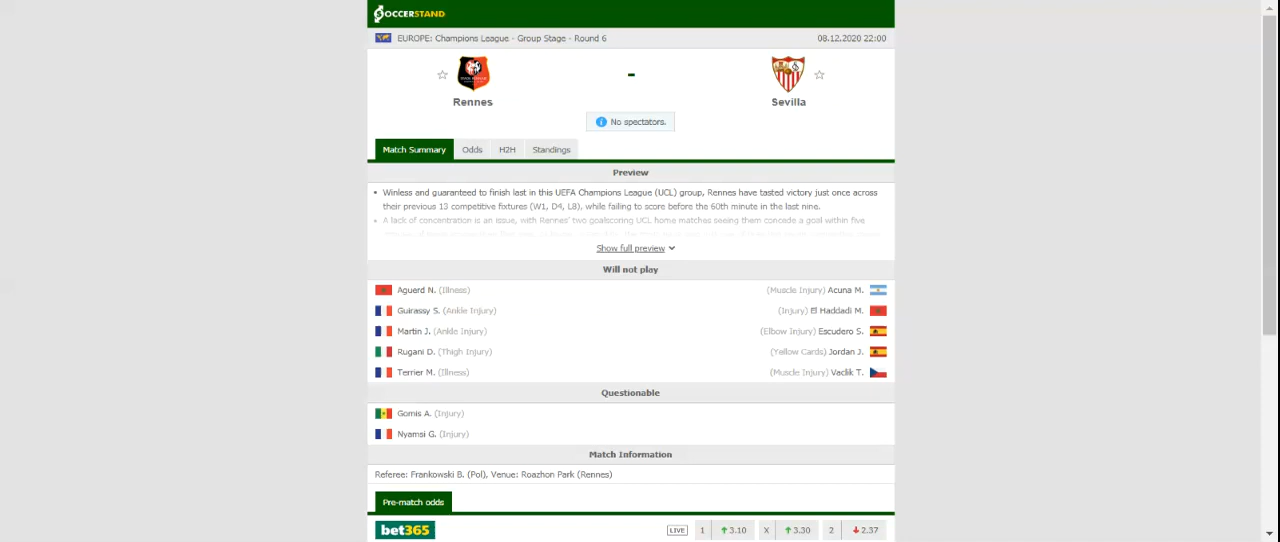 SOCCERSTAND
EUROPE: Champions League - Group Stage - Round 6 08.12.2020 22:00
-
Rennes Sevilla
No spectators.
Match Summary Odds H2H Standings
Preview
• Winless and guaranteed to finish last in this UEFA Champions League (UCL) group, Rennes have tasted victory just once across
their previous 13 competitive fixtures (W1, D4, L8), while failing to score before the 60th minute in the last nine.
• A lack of concentration is an issue, with Rennes' two goalscoring UCL home matches seeing them concede a goal within five
Show full preview
Will not play
Aguerd N. (Illness) (Muscle Injury) Acuna M.
Guirassy S. (Ankle Injury) (Injury) El Haddadi M.
Martin J. (Ankle Injury) (Elbow Injury) Escudero S.
Rugani D. (Thigh Injury) (Yellow Cards) Jordan J.
Terrier M. (Illness) (Muscle Injury) Vaclik T.
Questionable
Gomis A. (Injury)
Nyamsi G. (Injury)
Match Information
Referee: Frankowski B. (Pol), Venue: Roazhon Park (Rennes)
Pre-match odds
bet365 LIVE 1 3.10 X 3.30 2 2.37